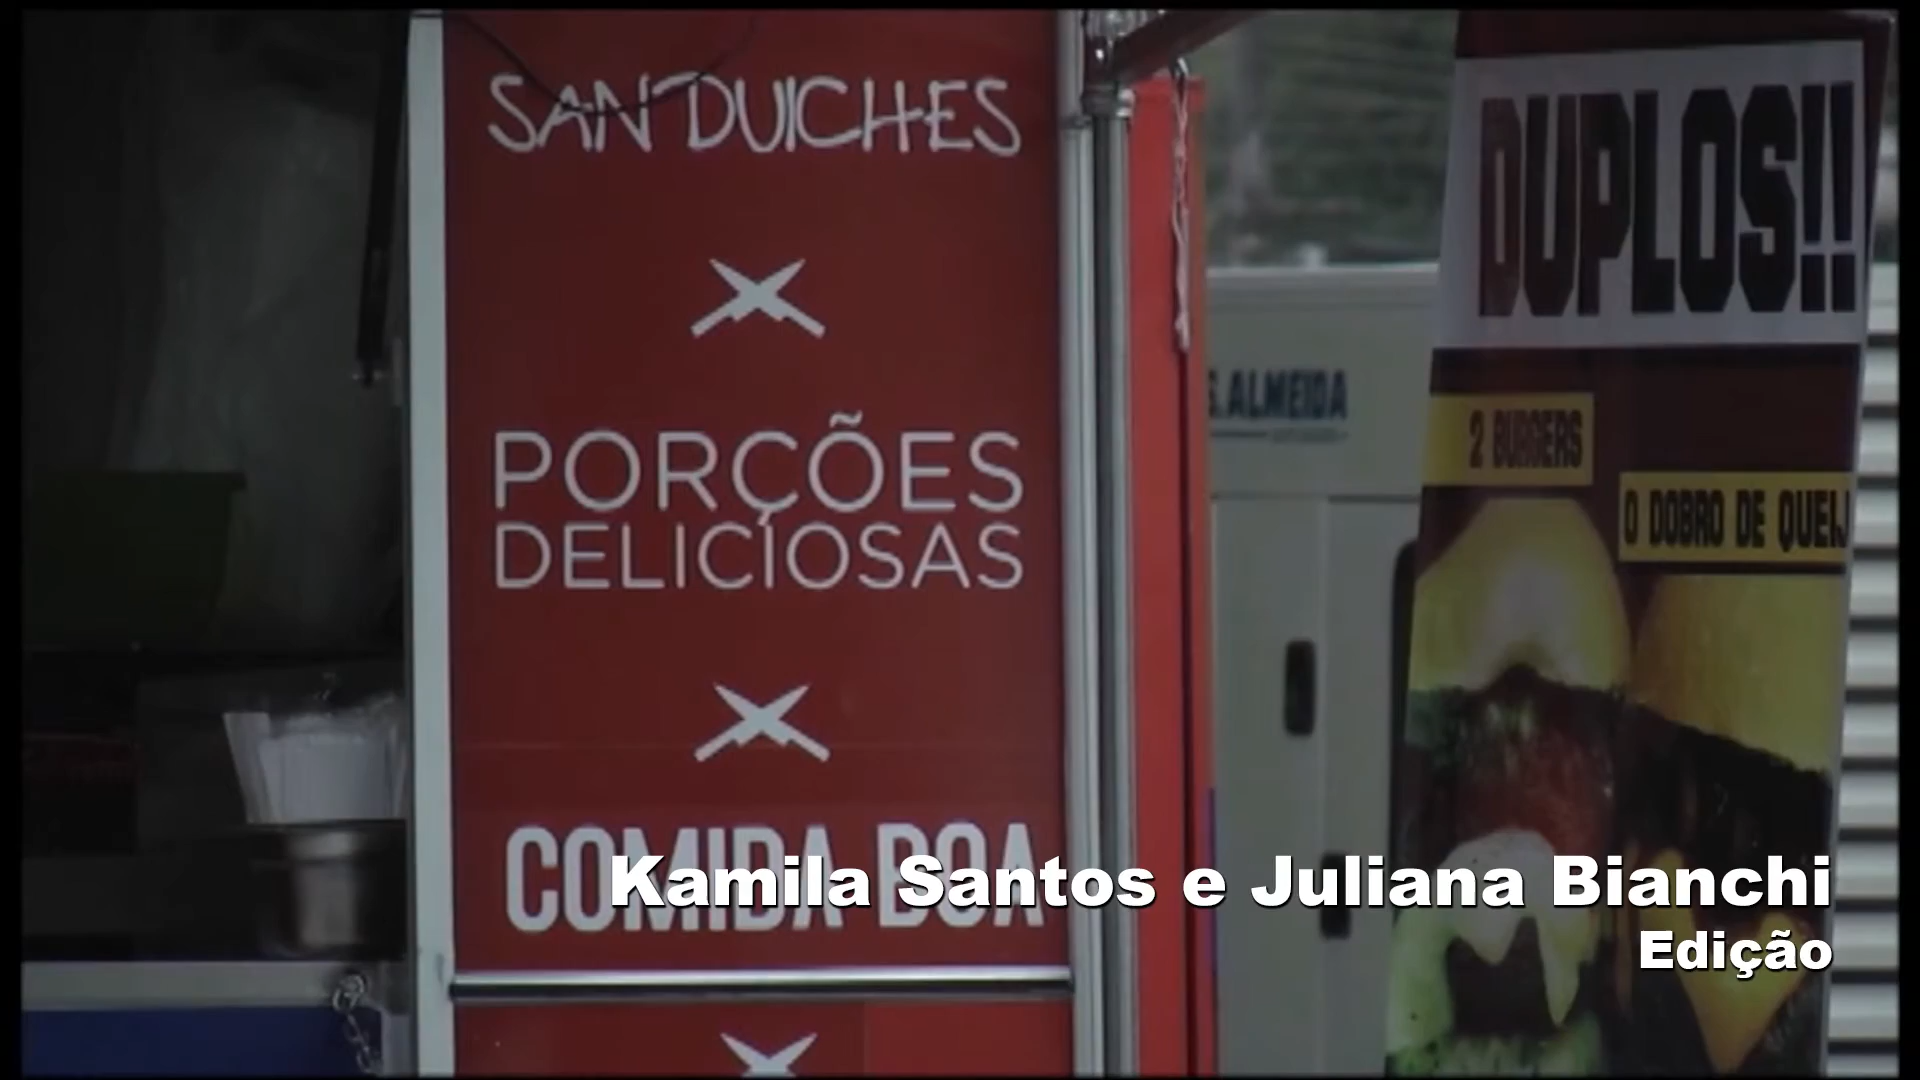 SANDUICHES
PORÇÕES
DELICIOSAS
COMIDA BOA
DUPLOS!!
2 BURGERS
O DOBRO DE QUEIJ
S.ALMEIDA
Kamila Santos e Juliana Bianchi
Edição